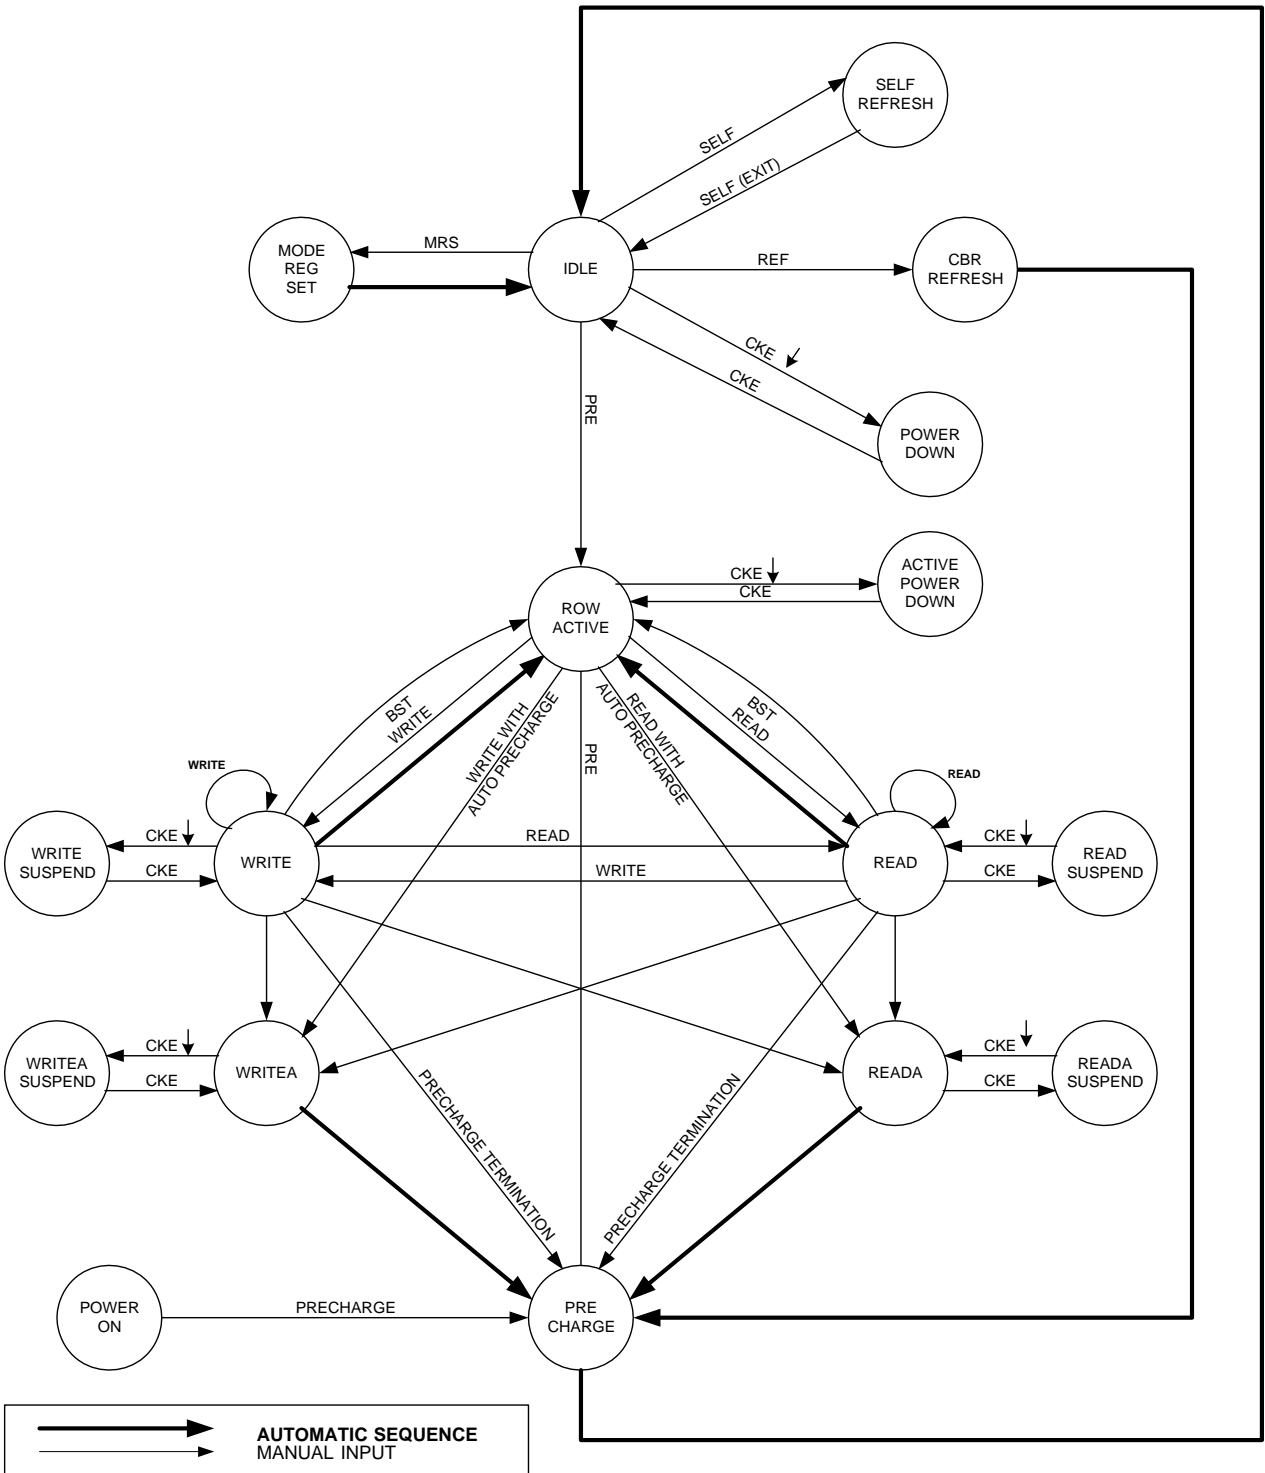 SELF
REFRESH
SELF
SELF (EXIT)
MODE
REG
SET
MRS
IDLE
REF
CBR
REFRESH
CKE
CKE
PRE
POWER
DOWN
ROW
ACTIVE
CKE
CKE
ACTIVE
POWER
DOWN
BST
WRITE
WRITE WITH
AUTO PRECHARGE
PRE
READ WITH
AUTO PRECHARGE
BST
READ
WRITE
READ
WRITE
SUSPEND
CKE
CKE
WRITE
READ
WRITE
READ
CKE
CKE
READ
SUSPEND
WRITEA
SUSPEND
CKE
CKE
WRITEA
PRECHARGE TERMINATION
PRECHARGE TERMINATION
READA
CKE
CKE
READA
SUSPEND
POWER
ON
PRECHARGE
PRE
CHARGE
AUTOMATIC SEQUENCE
MANUAL INPUT